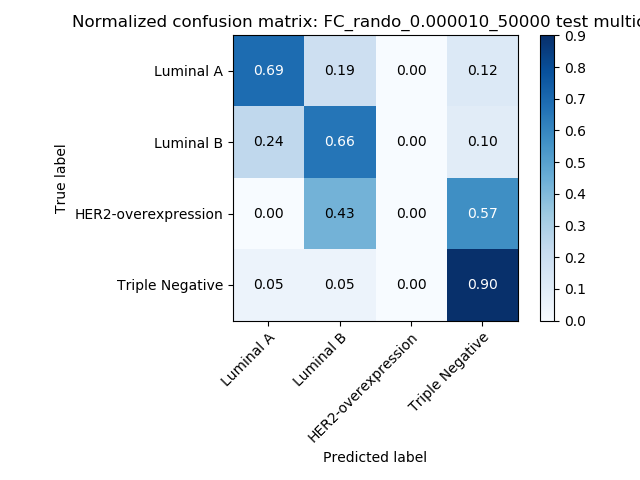 Normalized confusion matrix: FC_rando_0.000010_50000 test multic
Luminal A 0.69 0.19 0.00 0.12
Luminal B 0.24 0.66 0.00 0.10
HER2-overexpression 0.00 0.43 0.00 0.57
Triple Negative 0.05 0.05 0.00 0.90
True label
Luminal A
Luminal B
HER2-overexpression
Triple Negative
Predicted label
0.9
0.8
0.7
0.6
0.5
0.4
0.3
0.2
0.1
0.0